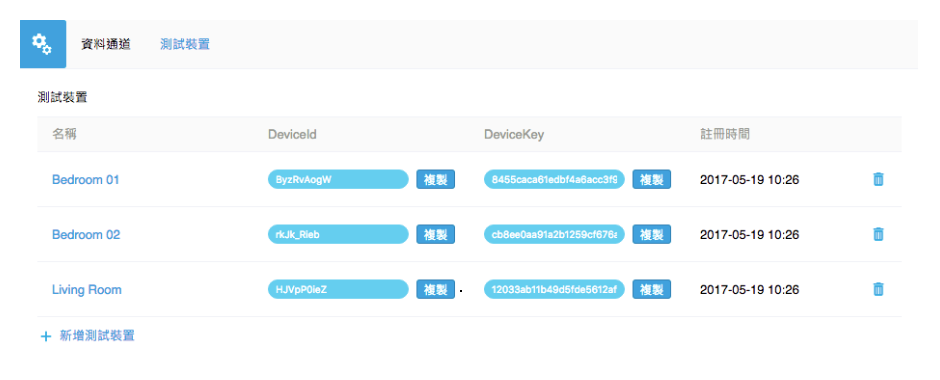 資料通道 測試裝置
測試裝置
名稱 DeviceId DeviceKey 註冊時間
Bedroom 01 ByzRvAogW 複製 8455caca61edbf4a6acc3f9 複製 2017-05-19 10:26
Bedroom 02 rkJk_Rieb 複製 cb8ee0aa91a2b1259cf676a 複製 2017-05-19 10:26
Living Room HJVpP0ieZ 複製 12033ab11b49d5fde5612af 複製 2017-05-19 10:26
+ 新增測試裝置